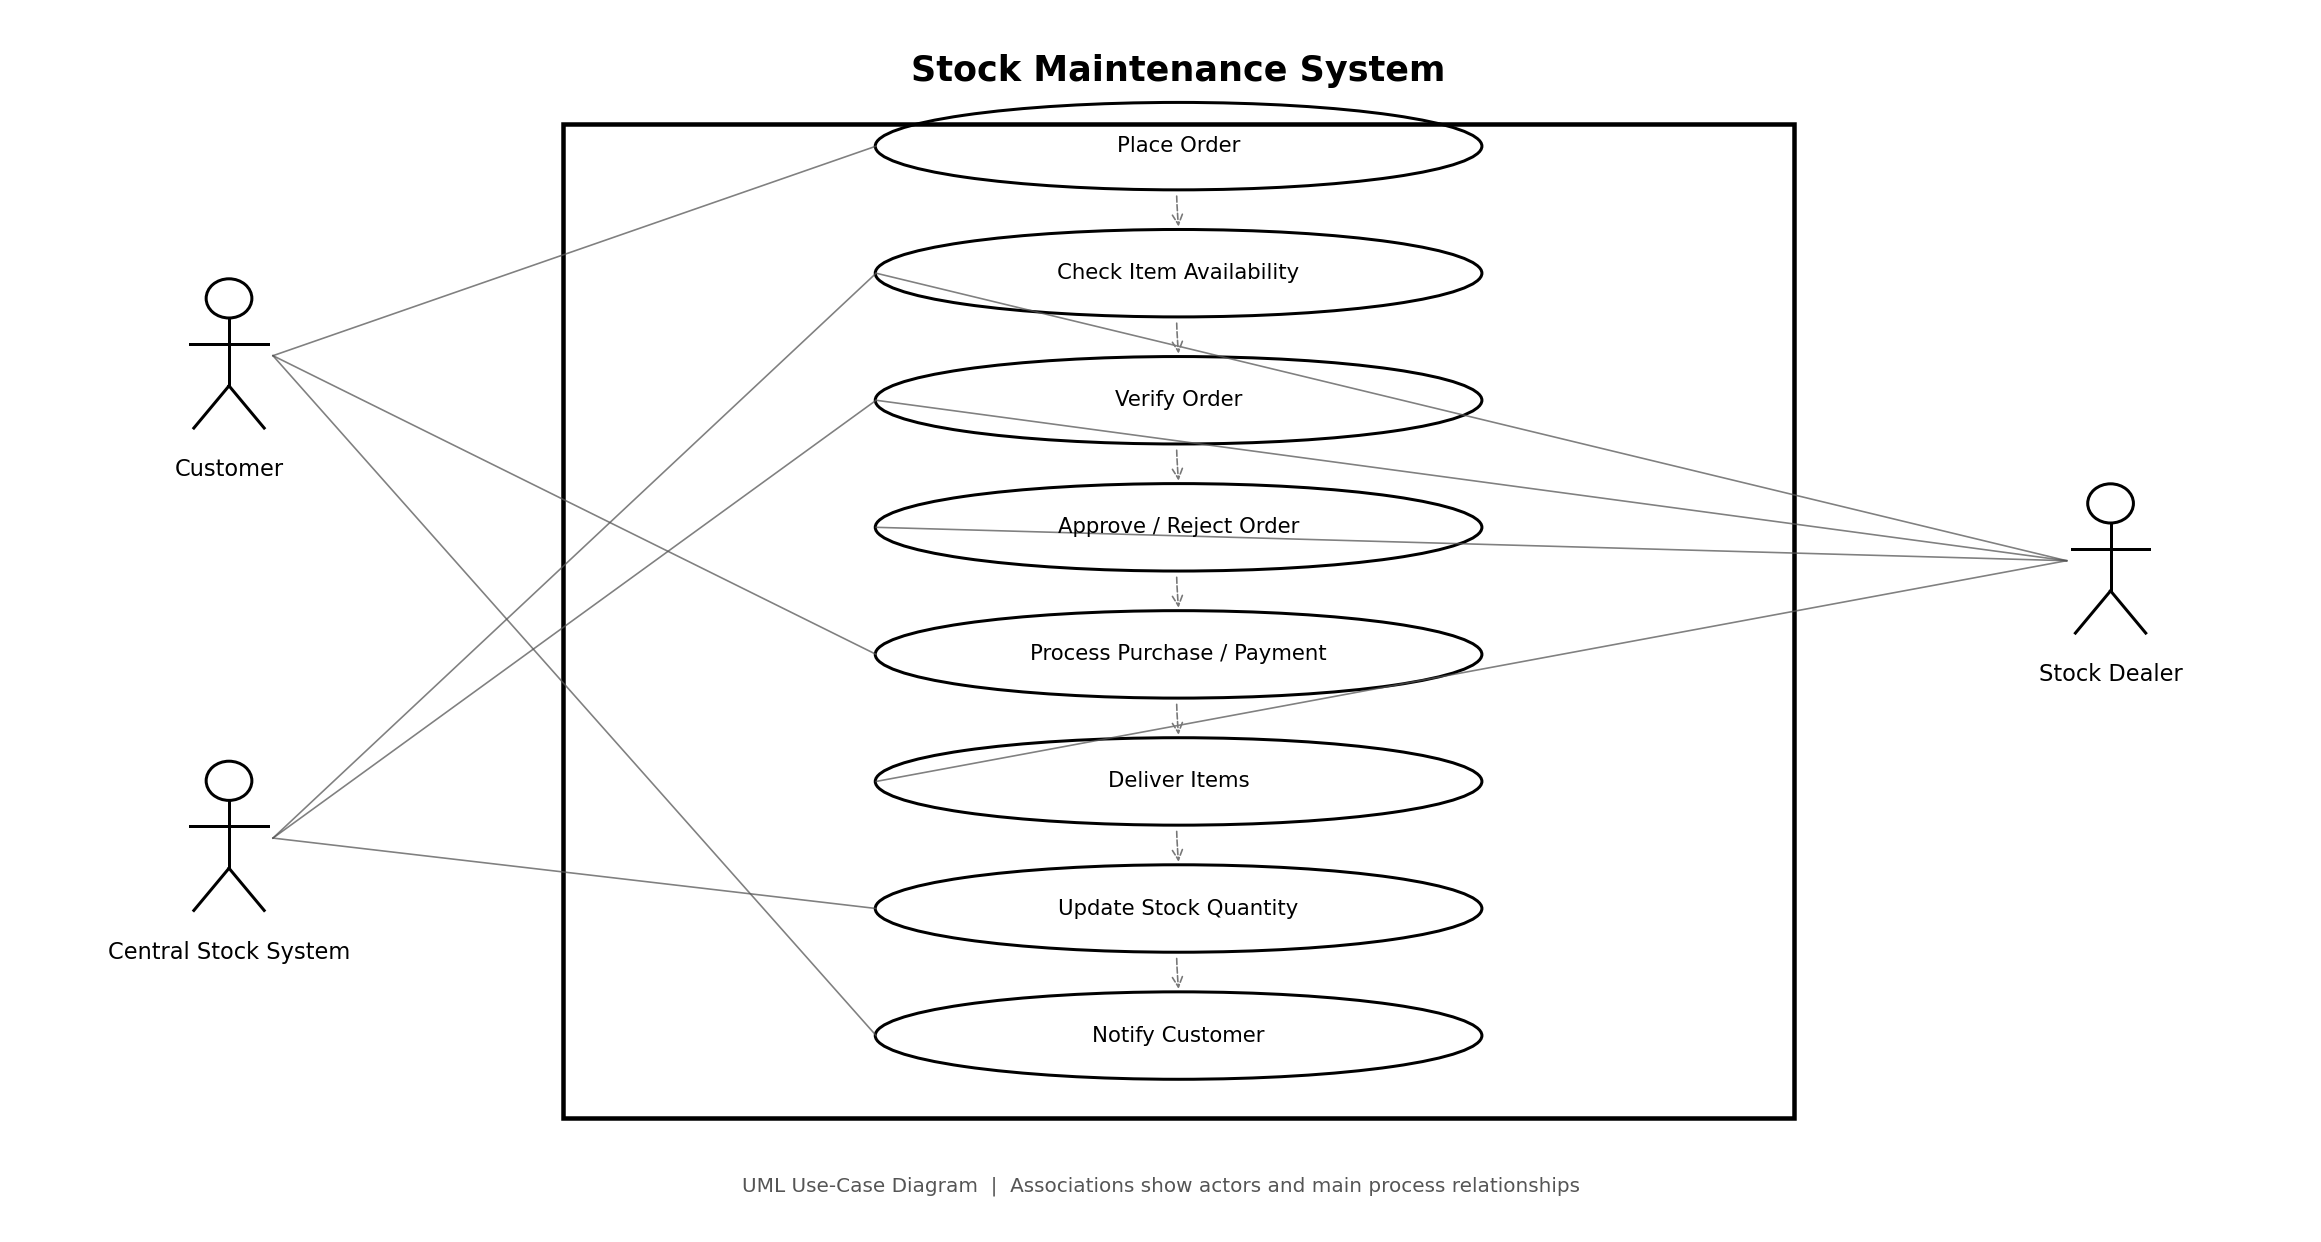 Stock Maintenance System
Place Order
Check Item Availability
Verify Order
Customer
Approve / Reject Order
Process Purchase / Payment
Stock Dealer
Deliver Items
Update Stock Quantity
Central Stock System
Notify Customer
UML Use-Case Diagram | Associations show actors and main process relationships